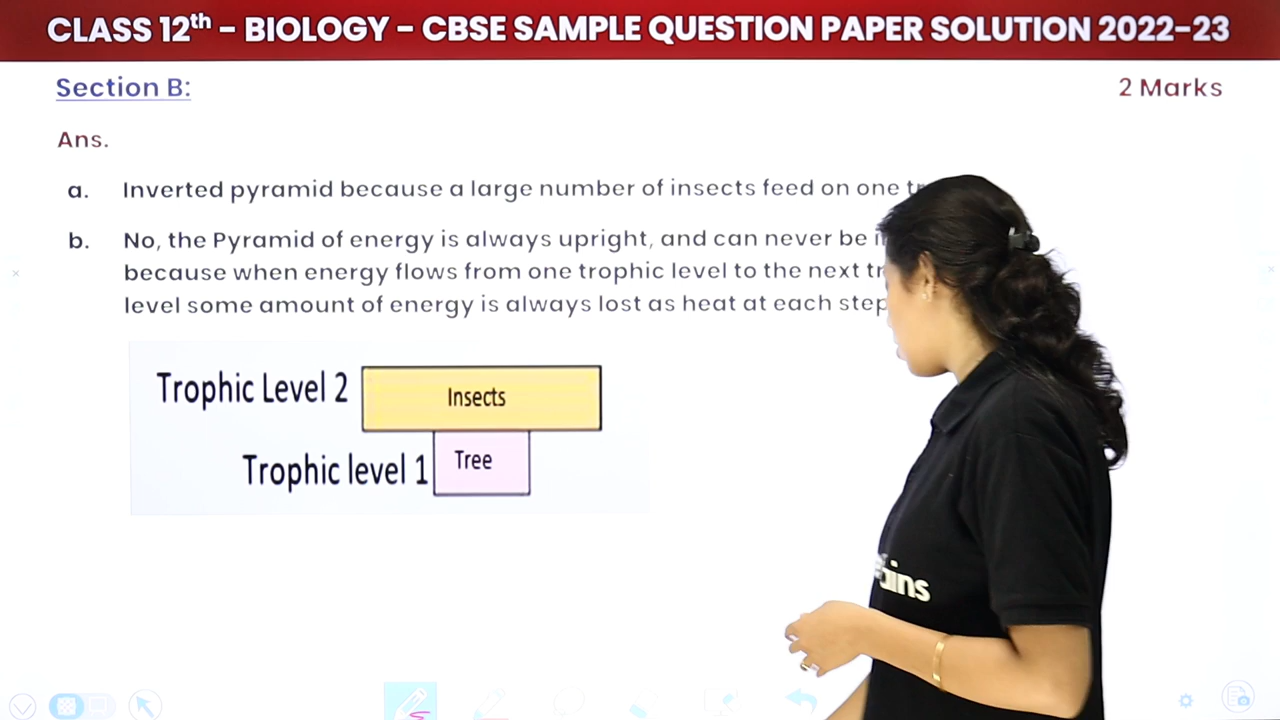 CLASS 12th – BIOLOGY – CBSE SAMPLE QUESTION PAPER SOLUTION 2022–23
Section B:
2 Marks
Ans.
a. Inverted pyramid because a large number of insects feed on one
b. No, the Pyramid of energy is always upright, and can never be
because when energy flows from one trophic level to the next
level some amount of energy is always lost as heat at each step
Trophic Level 2
Insects
Trophic level 1
Tree